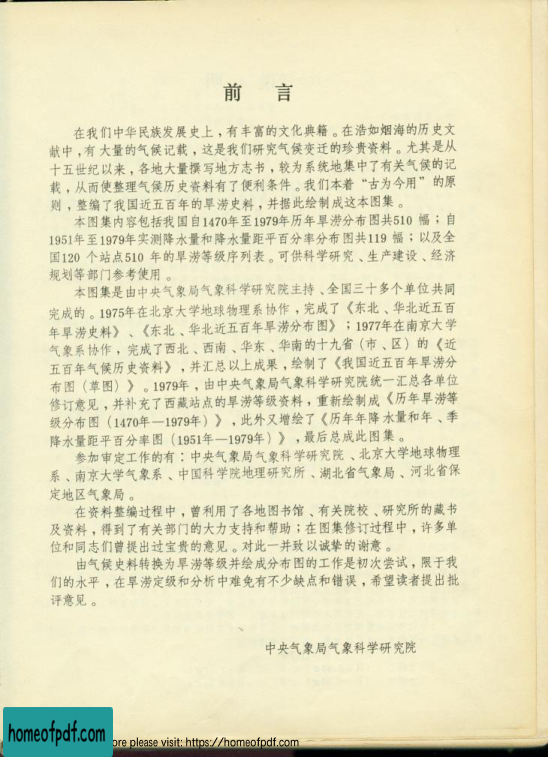 前 言
在我们中华民族发展史上，有丰富的文化典籍。在浩如烟海的历史文
献中，有大量的气候记载，这是我们研究气候变迁的珍贵资料。尤其是从
十五世纪以来，各地大量撰写地方志书，较为系统地集中了有关气候的记
载，从而使整理气候历史资料有了便利条件。我们本着“古为今用”的原
则，整编了我国近五百年的旱涝史料，并据此绘制成这本图集。
本图集内容包括我国自1470年至1979年历年旱涝分布图共510 幅；自
1951年至1979年实测降水量和降水量距平百分率分布图共119 幅；以及全
国120 个站点510 年的旱涝等级序列表。可供科学研究、生产建设、经济
规划等部门参考使用。
本图集是由中央气象局气象科学研究院主持、全国三十多个单位共同
完成的。1975年在北京大学地球物理系协作，完成了《东北、华北近五百
年旱涝史料》、《东北、华北近五百年旱涝分布图》；1977年在南京大学
气象系协作，完成了西北、西南、华东、华南的十九省（市、区）的《近
五百年气候历史资料》，并汇总以上成果，绘制了《我国近五百年旱涝分
布图（草图）》。1979年，由中央气象局气象科学研究院统一汇总各单位
修订意见，并补充了西藏站点的旱涝等级资料，重新绘制成《历年旱涝等
级分布图（1470年—1979年）》，此外又增绘了《历年年降水量和年、季
降水量距平百分率图（1951年—1979年）》，最后总成此图集。
参加审定工作的有：中央气象局气象科学研究院、北京大学地球物理
系、南京大学气象系、中国科学院地理研究所、湖北省气象局、河北省保
定地区气象局。
在资料整编过程中，曾利用了各地图书馆、有关院校、研究所的藏书
及资料，得到了有关部门的大力支持和帮助；在图集修订过程中，许多单
位和同志们曾提出过宝贵的意见。对此一并致以诚挚的谢意。
由气候史料转换为旱涝等级并绘成分布图的工作是初次尝试，限于我
们的水平，在旱涝定级和分析中难免有不少缺点和错误，希望读者提出批
评意见。
中央气象局气象科学研究院
homeofpdf.com
ore please visit: https://homeofpdf.com